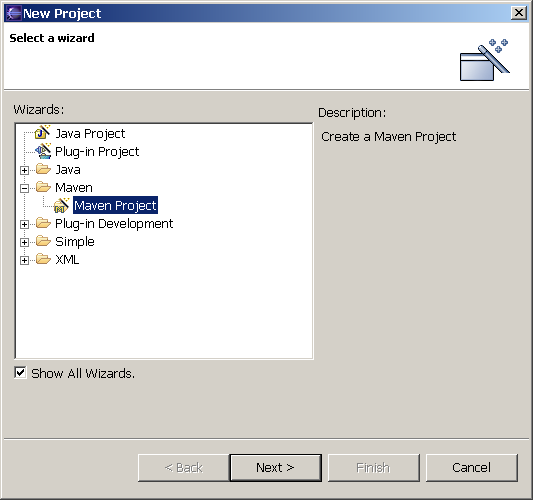 New Project
Select a wizard
Wizards:
Description:
Java Project
Create a Maven Project
Plug-in Project
Java
Maven
Maven Project
Plug-in Development
Simple
XML
Show All Wizards.
< Back
Next >
Finish
Cancel